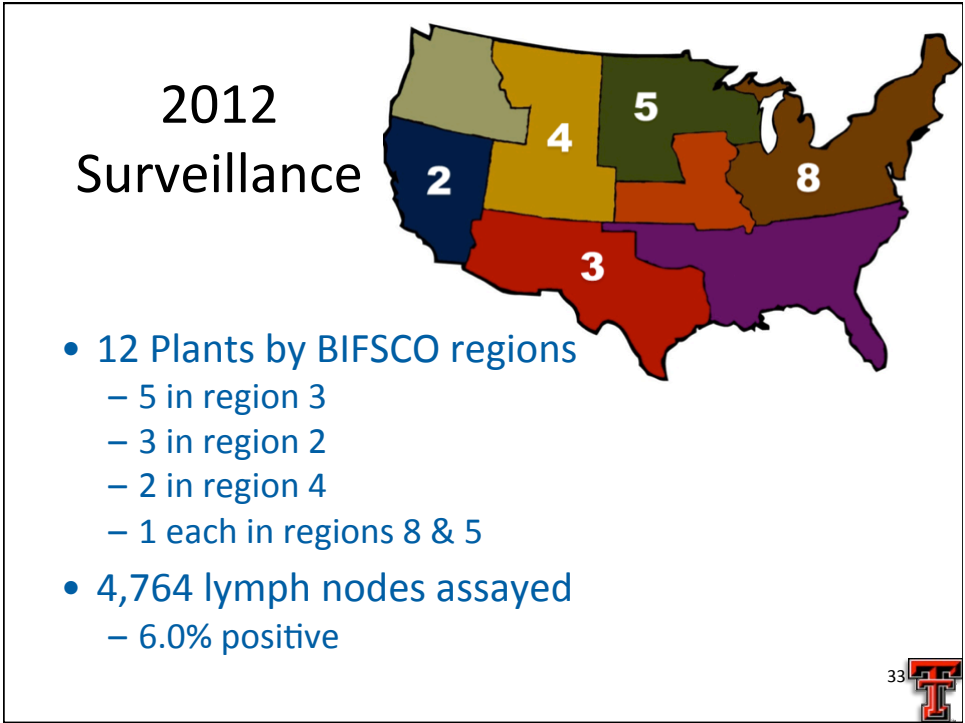 2012
Surveillance
5
4
2
8
3
• 12 Plants by BIFSCO regions
– 5 in region 3
– 3 in region 2
– 2 in region 4
– 1 each in regions 8 & 5
• 4,764 lymph nodes assayed
– 6.0% positive
33
T